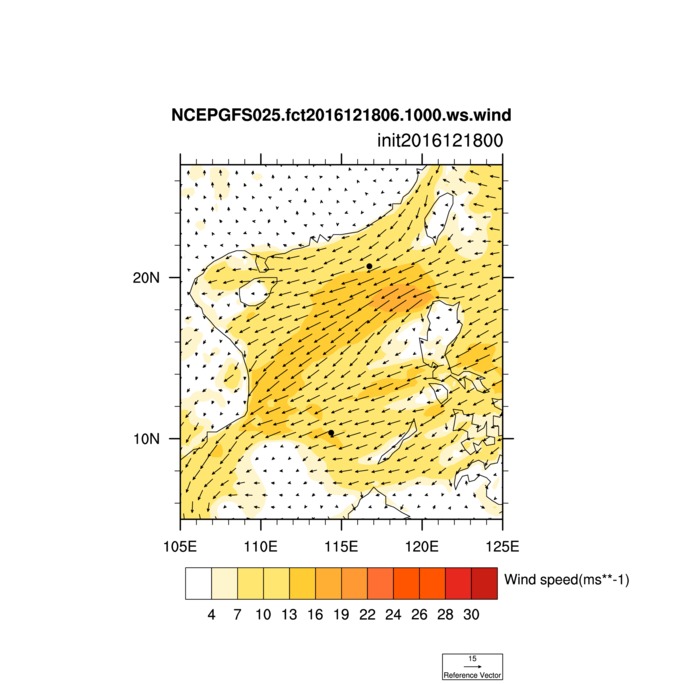 NCEPGFS025.fct2016121806.1000.ws.wind
init2016121800
20N
10N
105E 110E 115E 120E 125E
Wind speed(ms**-1)
4 7 10 13 16 19 22 24 26 28 30
15
Reference Vector